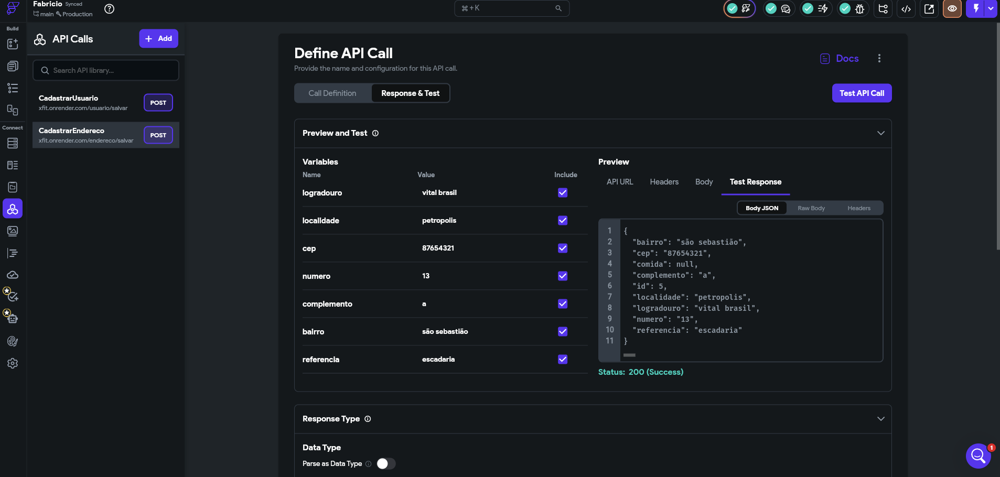 Fabricio Synced
main Production
⌘+K
Build
API Calls
+ Add
Search API library...
CadastrarUsuario
xfit.onrender.com/usuario/salvar
POST
CadastrarEndereco
xfit.onrender.com/endereco/salvar
POST
Connect
Define API Call
Provide the name and configuration for this API call.
Docs
Call Definition
Response & Test
Test API Call
Preview and Test
Variables
Name Value Include
logradouro vital brasil
localidade petropolis
cep 87654321
numero 13
complemento a
bairro são sebastião
referencia escadaria
Preview
API URL Headers Body Test Response
Body JSON Raw Body Headers
1 {
2 "bairro": "são sebastião",
3 "cep": "87654321",
4 "comida": null,
5 "complemento": "a",
6 "id": 5,
7 "localidade": "petropolis",
8 "logradouro": "vital brasil",
9 "numero": "13",
10 "referencia": "escadaria"
11 }
Status: 200 (Success)
Response Type
Data Type
Parse as Data Type
1